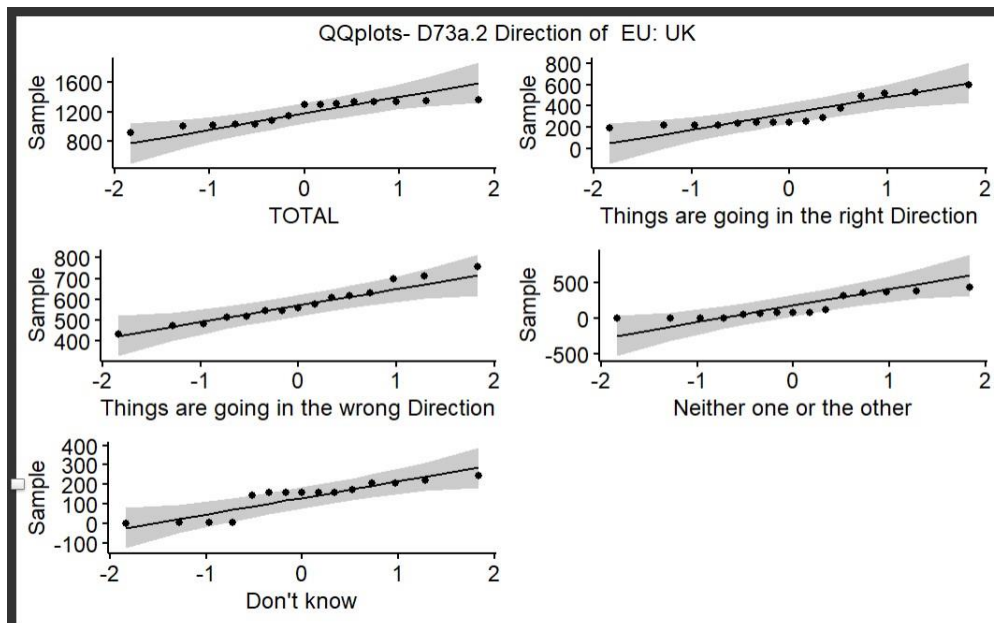 QQplots- D73a.2 Direction of  EU: UK
Sample
1600
1200
800
-2 -1 0 1 2
TOTAL
Sample
800
600
400
200
0
-2 -1 0 1 2
Things are going in the right Direction
Sample
800
700
600
500
400
-2 -1 0 1 2
Things are going in the wrong Direction
Sample
500
0
-500
-2 -1 0 1 2
Neither one or the other
Sample
400
300
200
100
0
-100
-2 -1 0 1 2
Don't know